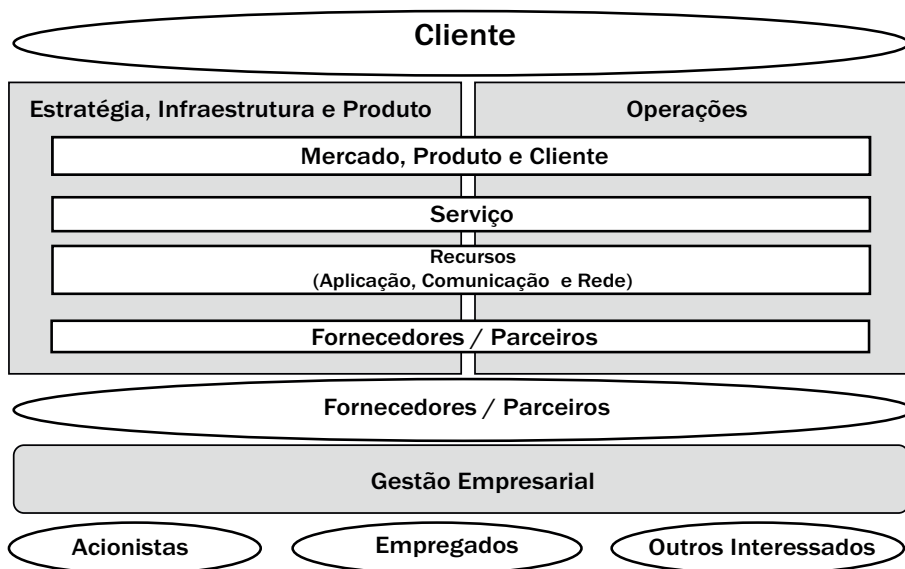 Cliente
Estratégia, Infraestrutura e Produto
Operações
Mercado, Produto e Cliente
Serviço
Recursos
(Aplicação, Comunicação e Rede)
Fornecedores / Parceiros
Fornecedores / Parceiros
Gestão Empresarial
Acionistas
Empregados
Outros Interessados